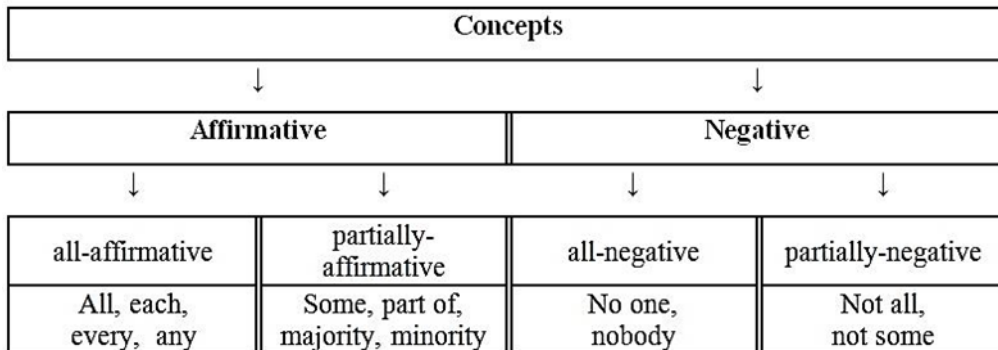 Concepts
↓ ↓
Affirmative Negative
↓ ↓ ↓ ↓
all-affirmative
partially-
affirmative
all-negative
partially-negative
All, each,
every, any
Some, part of,
majority, minority
No one,
nobody
Not all,
not some